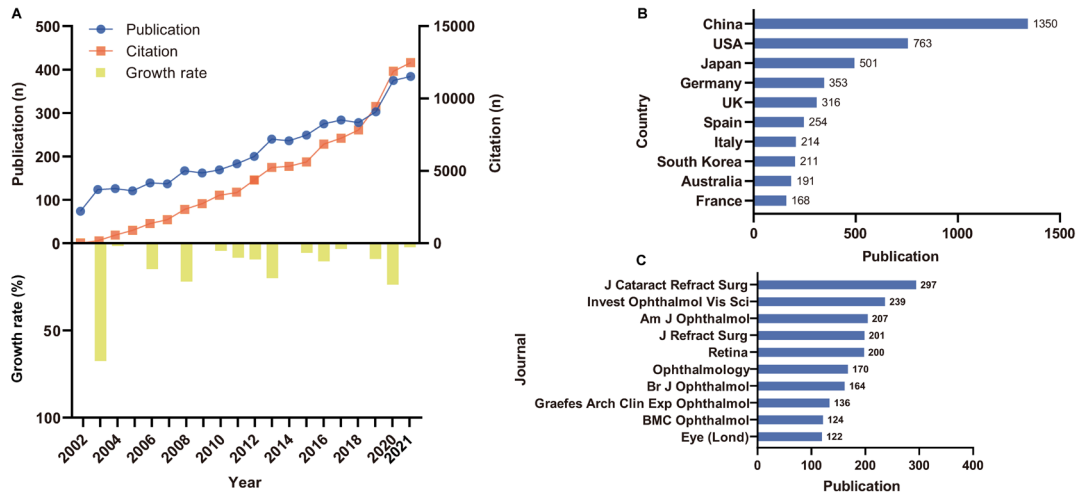 A
Publication
Citation
Growth rate
Publication (n)
500
400
300
200
100
0
Citation (n)
15000
10000
5000
0
Growth rate (%)
50
100
2002
2004
2006
2008
2010
2012
2014
2016
2018
2020
2021
Year
B
Country
China 1350
USA 763
Japan 501
Germany 353
UK 316
Spain 254
Italy 214
South Korea 211
Australia 191
France 168
0 500 1000 1500
Publication
C
Journal
J Cataract Refract Surg 297
Invest Ophthalmol Vis Sci 239
Am J Ophthalmol 207
J Refract Surg 201
Retina 200
Ophthalmology 170
Br J Ophthalmol 164
Graefes Arch Clin Exp Ophthalmol 136
BMC Ophthalmol 124
Eye (Lond) 122
0 100 200 300 400
Publication